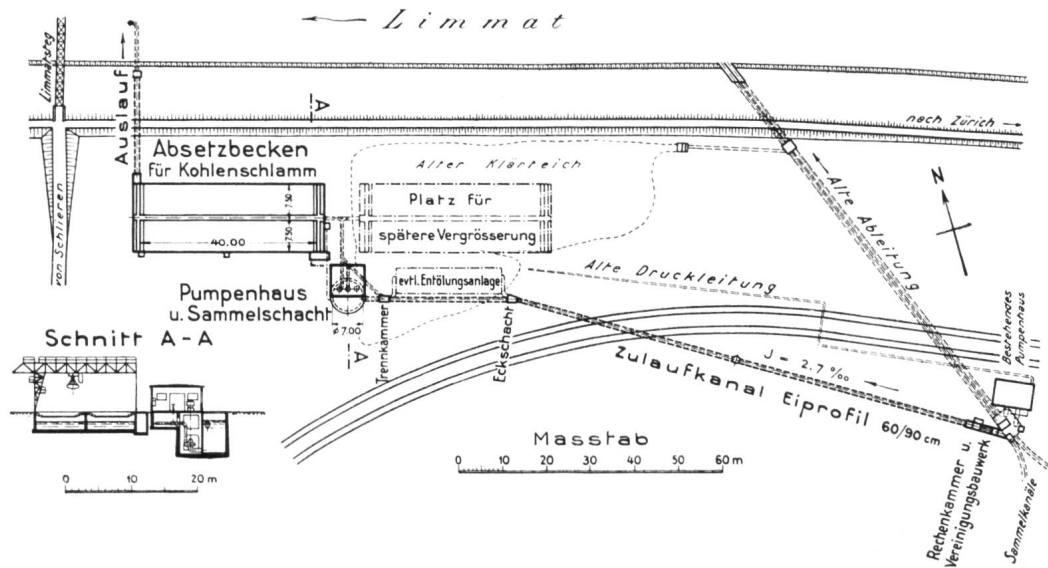 Limmat
Limmatsteg
Auslauf
A
nach Zürich
Absetzbecken
für Kohlenschlamm
Alter Klärteich
Alte Ableitung
N
7.50
7.50
40.00
Platz für
spätere Vergrösserung
von Schlieren
evtl. Entölungsanlage
Alte Druckleitung
Pumpenhaus
u. Sammelschacht
ø 7.00
A
Trennkammer
Eckschacht
Bestehendes
Pumpenhaus
Schnitt A-A
J = 2.7 ‰
Zulaufkanal Eiprofil 60/90 cm
Masstab
0 10 20 30 40 50 60 m
0 10 20 m
Rechenkammer u.
Vereinigungsbauwerk
Sammelkanäle